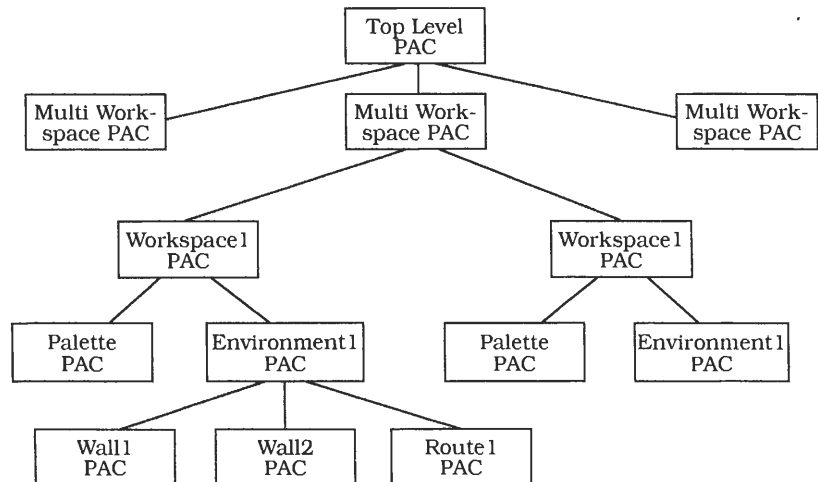 Top Level
PAC
Multi Work-
space PAC
Multi Work-
space PAC
Multi Work-
space PAC
Workspace1
PAC
Workspace1
PAC
Palette
PAC
Environment1
PAC
Palette
PAC
Environment1
PAC
Wall1
PAC
Wall2
PAC
Route1
PAC